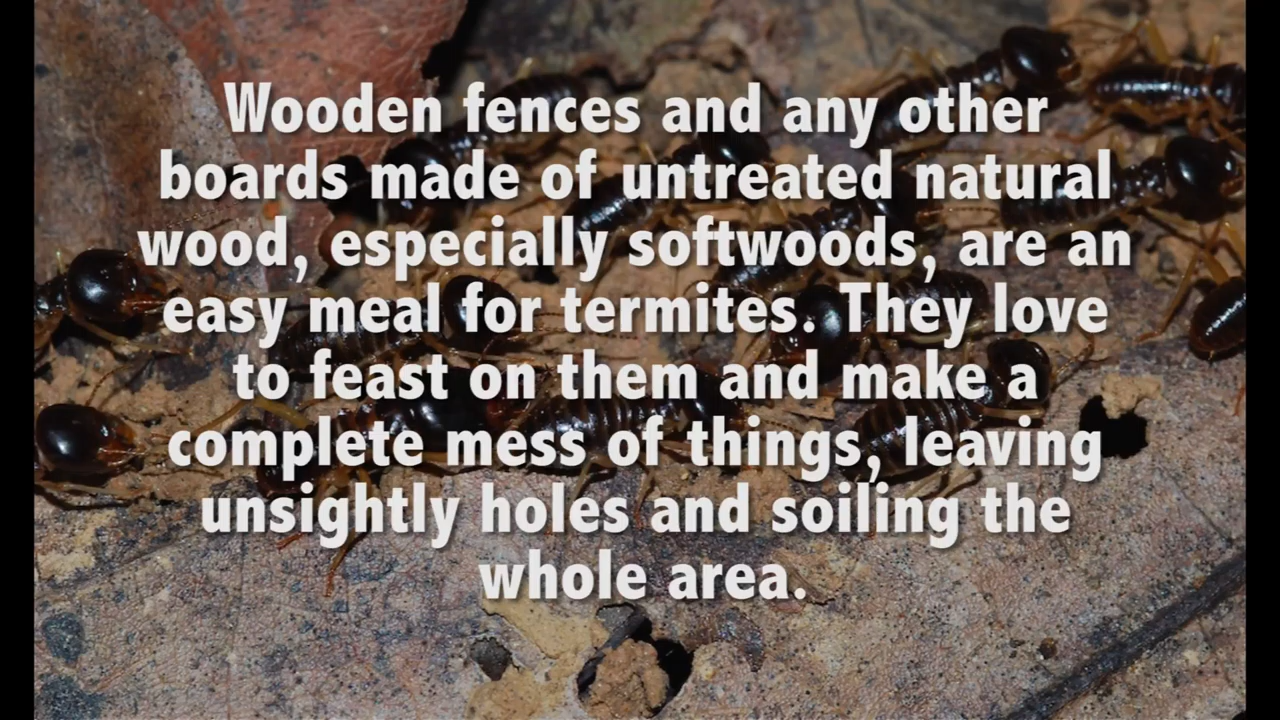 Wooden fences and any other
boards made of untreated natural
wood, especially softwoods, are an
easy meal for termites. They love
to feast on them and make a
complete mess of things, leaving
unsightly holes and soiling the
whole area.